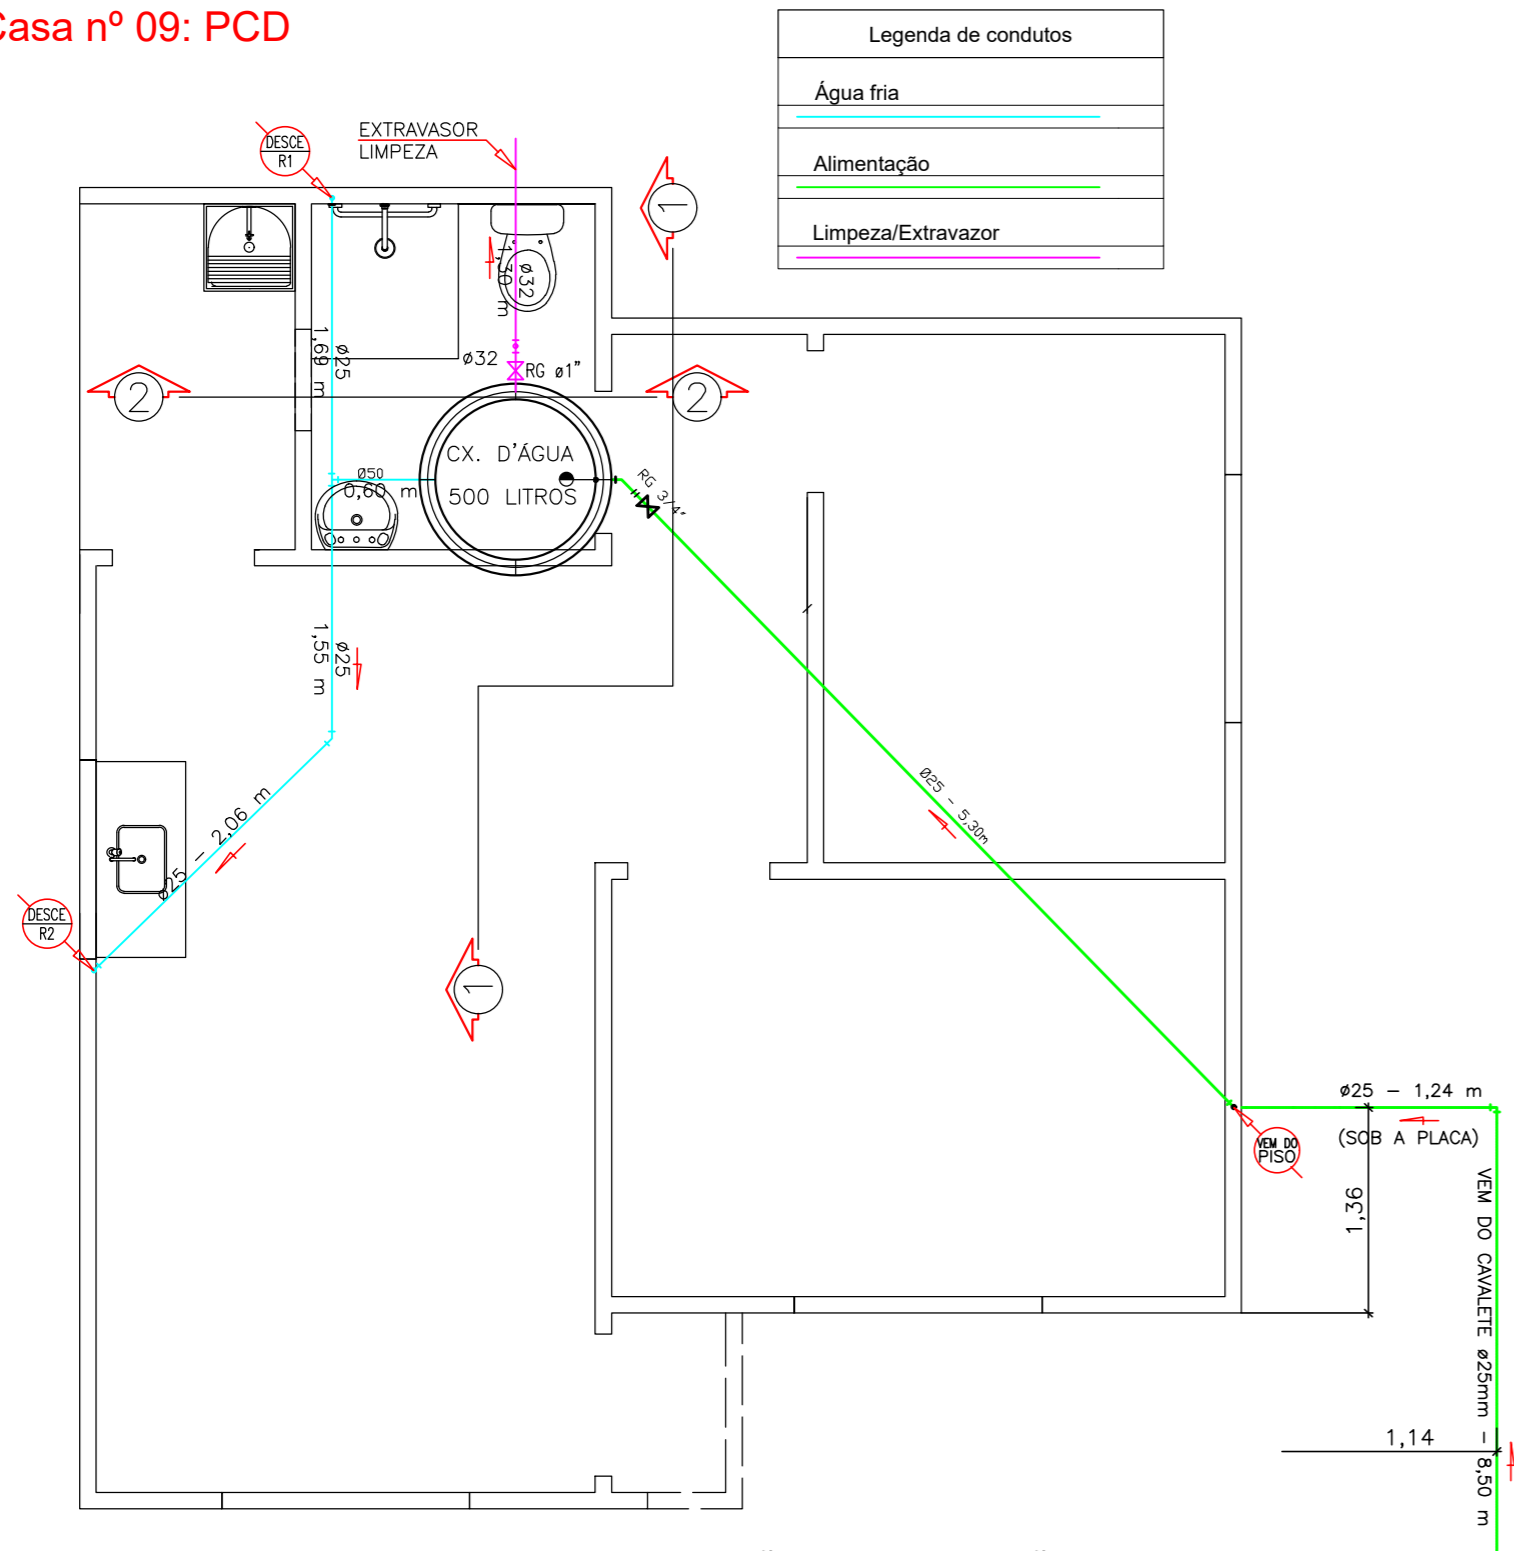 Casa nº 09: PCD
Legenda de condutos
Água fria
Alimentação
Limpeza/Extravazor
DESCE
R1
EXTRAVASOR
LIMPEZA
1
ø32
1,30 m
ø25
1,69 m
ø32
RG ø1"
2
2
CX. D'ÁGUA
500 LITROS
Ø50
0,60 m
RG 3/4"
ø25
1,55 m
Ø25 - 5,30m
ø25 - 2,06 m
DESCE
R2
1
ø25 - 1,24 m
(SOB A PLACA)
VEM DO
PISO
1,36
VEM DO CAVALETE ø25mm - 8,50 m
1,14